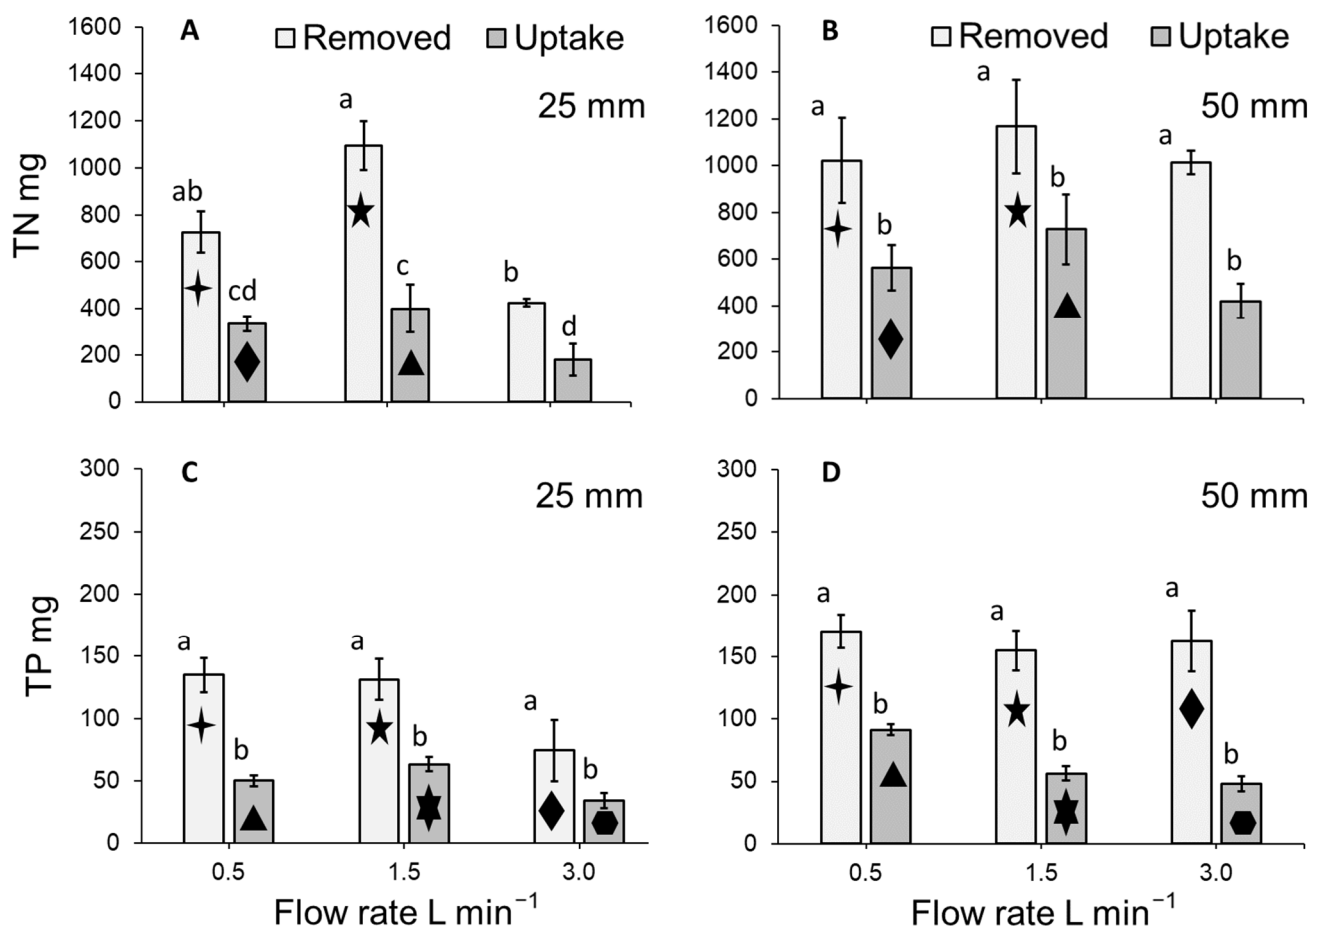 A
Removed Uptake
25 mm
TN mg
1600
1400
1200
1000
800
600
400
200
0
ab
cd
a
c
b
d
B
Removed Uptake
50 mm
1600
1400
1200
1000
800
600
400
200
0
a
b
a
b
a
b
C
25 mm
TP mg
300
250
200
150
100
50
0
a
b
a
b
a
b
0.5 1.5 3.0
Flow rate L min⁻¹
D
50 mm
300
250
200
150
100
50
0
a
b
a
b
a
b
0.5 1.5 3.0
Flow rate L min⁻¹